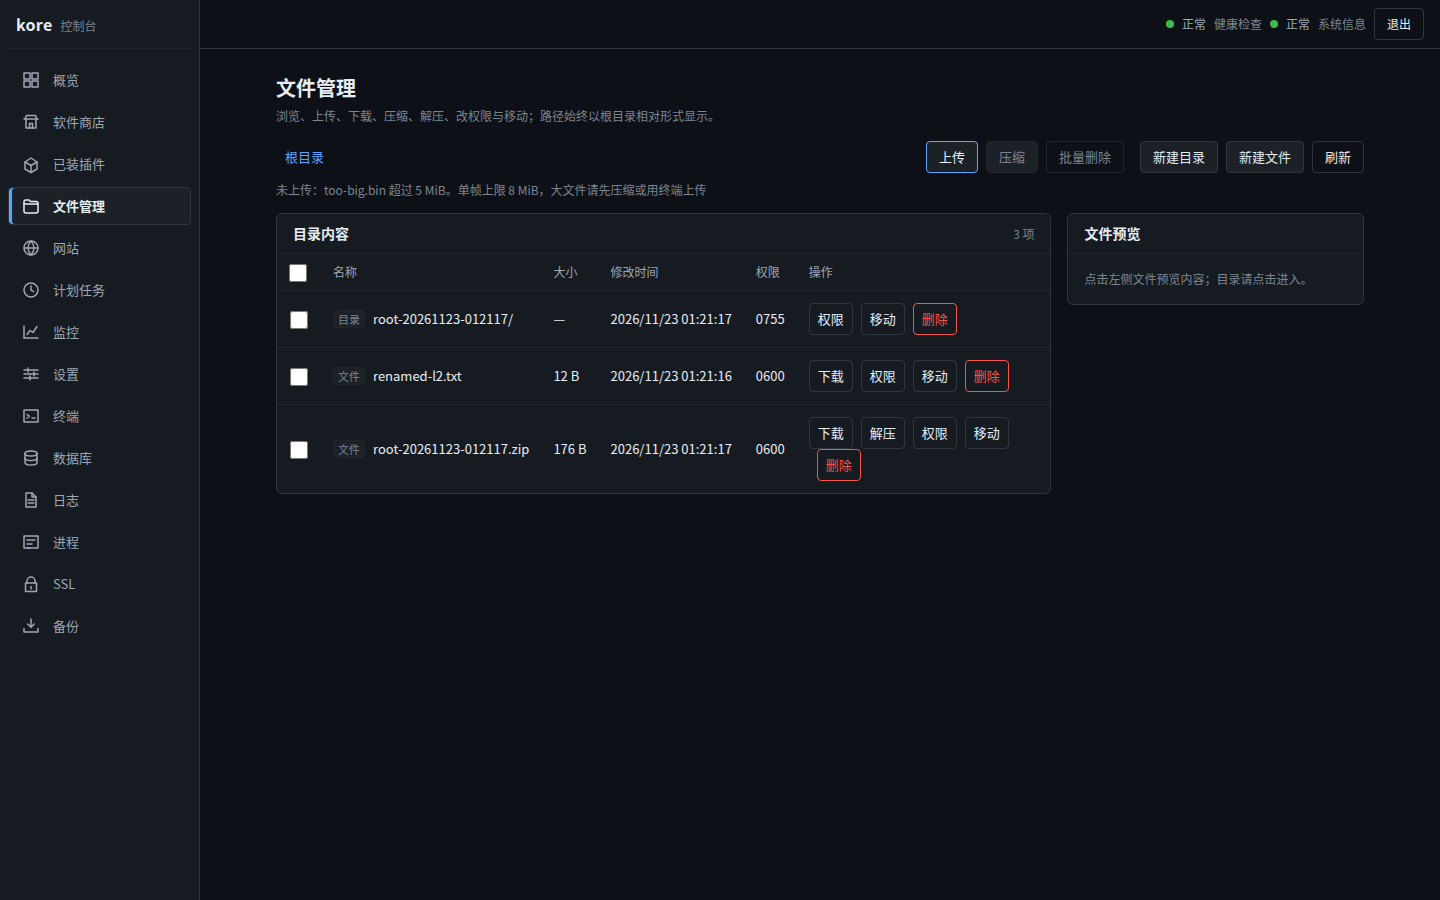 kore 控制台
正常 健康检查 正常 系统信息 退出
概览
软件商店
已装插件
文件管理
网站
计划任务
监控
设置
终端
数据库
日志
进程
SSL
备份
文件管理
浏览、上传、下载、压缩、解压、改权限与移动；路径始终以根目录相对形式显示。
根目录 上传 压缩 批量删除 新建目录 新建文件 刷新
未上传：too-big.bin 超过 5 MiB。单帧上限 8 MiB，大文件请先压缩或用终端上传
目录内容 3 项
名称 大小 修改时间 权限 操作
目录 root-20261123-012117/ — 2026/11/23 01:21:17 0755 权限 移动 删除
文件 renamed-l2.txt 12 B 2026/11/23 01:21:16 0600 下载 权限 移动 删除
文件 root-20261123-012117.zip 176 B 2026/11/23 01:21:17 0600 下载 解压 权限 移动
删除
文件预览
点击左侧文件预览内容；目录请点击进入。